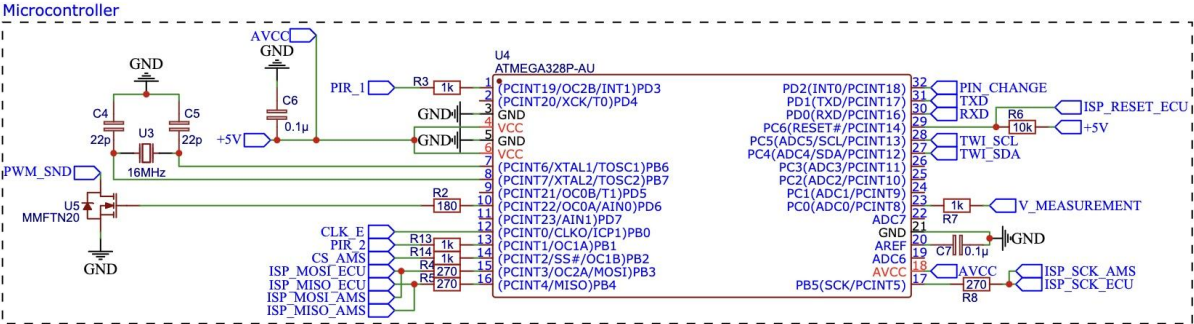 Microcontroller
AVCC
GND
GND
C4
22p
C5
22p
U3
16MHz
C6
0.1µ
+5V
PIR_1
R3
1k
GND
GND
U4
ATMEGA328P-AU
1 (PCINT19/OC2B/INT1)PD3
2 (PCINT20/XCK/T0)PD4
3 GND
4 VCC
5 GND
6 VCC
7 (PCINT6/XTAL1/TOSC1)PB6
8 (PCINT7/XTAL2/TOSC2)PB7
9 (PCINT21/OC0B/T1)PD5
10 (PCINT22/OC0A/AIN0)PD6
11 (PCINT23/AIN1)PD7
12 (PCINT0/CLKO/ICP1)PB0
13 (PCINT1/OC1A)PB1
14 (PCINT2/SS#/OC1B)PB2
15 (PCINT3/OC2A/MOSI)PB3
16 (PCINT4/MISO)PB4
PD2(INT0/PCINT18) 32
PD1(TXD/PCINT17) 31
PD0(RXD/PCINT16) 30
PC6(RESET#/PCINT14) 29
PC5(ADC5/SCL/PCINT13) 28
PC4(ADC4/SDA/PCINT12) 27
PC3(ADC3/PCINT11) 26
PC2(ADC2/PCINT10) 25
PC1(ADC1/PCINT9) 24
PC0(ADC0/PCINT8) 23
ADC7 22
GND 21
AREF 20
ADC6 19
AVCC 18
PB5(SCK/PCINT5) 17
PWM_SND
U5
MMFTN20
GND
R2
180
CLK_E
PIR_2
R13
1k
CS_AMS
R14
1k
ISP_MOSI_ECU
R4
270
ISP_MISO_ECU
R5
270
ISP_MOSI_AMS
ISP_MISO_AMS
PIN_CHANGE
TXD
RXD
ISP_RESET_ECU
R6
10k
+5V
TWI_SCL
TWI_SDA
1k
R7
V_MEASUREMENT
C7
0.1µ
GND
AVCC
270
R8
ISP_SCK_AMS
ISP_SCK_ECU